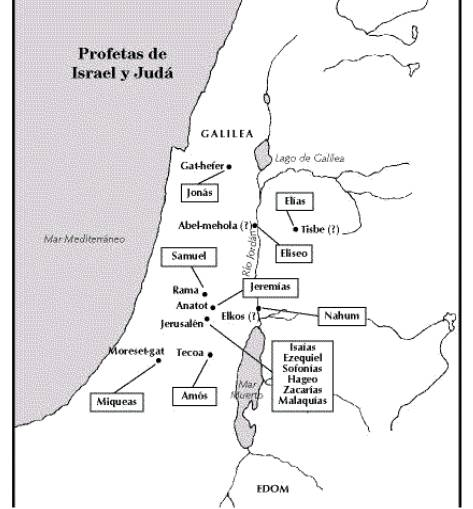 Profetas de
Israel y Judá
GALILEA
Lago de Galilea
Gat-hefer
Jonás
Elías
Abel-mehola (?)
Tisbe (?)
Mar Mediterráneo
Río Jordán
Samuel
Eliseo
Rama
Jeremías
Anatot
Elkos (?
Nahum
Jerusalén
Moreset-gat
Tecoa
Isaías
Ezequiel
Sofonías
Hageo
Zacarías
Malaquías
Miqueas
Amós
Mar
Muerto
EDOM